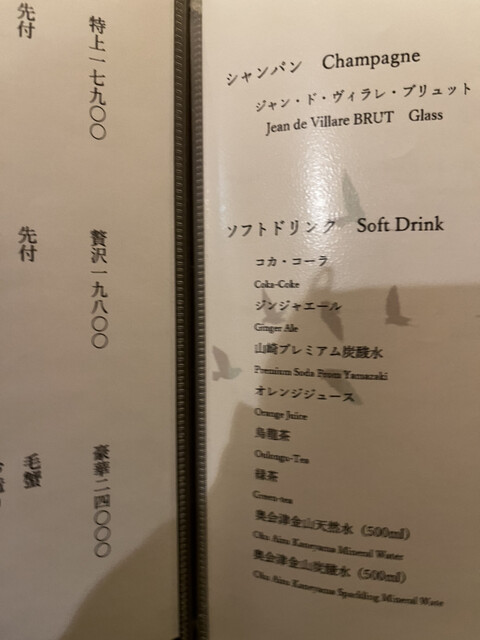 シャンパン Champagne
ジャン・ド・ヴィラレ・ブリュット
Jean de Villare BRUT Glass
ソフトドリンク Soft Drink
コカ・コーラ
Coka-Coke
ジンジャエール
Ginger Ale
山崎プレミアム炭酸水
Premium Soda From Yamazaki
オレンジジュース
Orange Juice
烏龍茶
Oolongu-Tea
緑茶
Green-tea
奥会津金山天然水 (500ml)
Oku Aizu Kaneyama Mineral Water
奥会津金山炭酸水 (500ml)
Oku Aizu Kaneyama Sparkling Mineral Wate
特上一七九〇〇
先付
贅沢一九八〇〇
先付
豪華二四〇〇〇
毛蟹